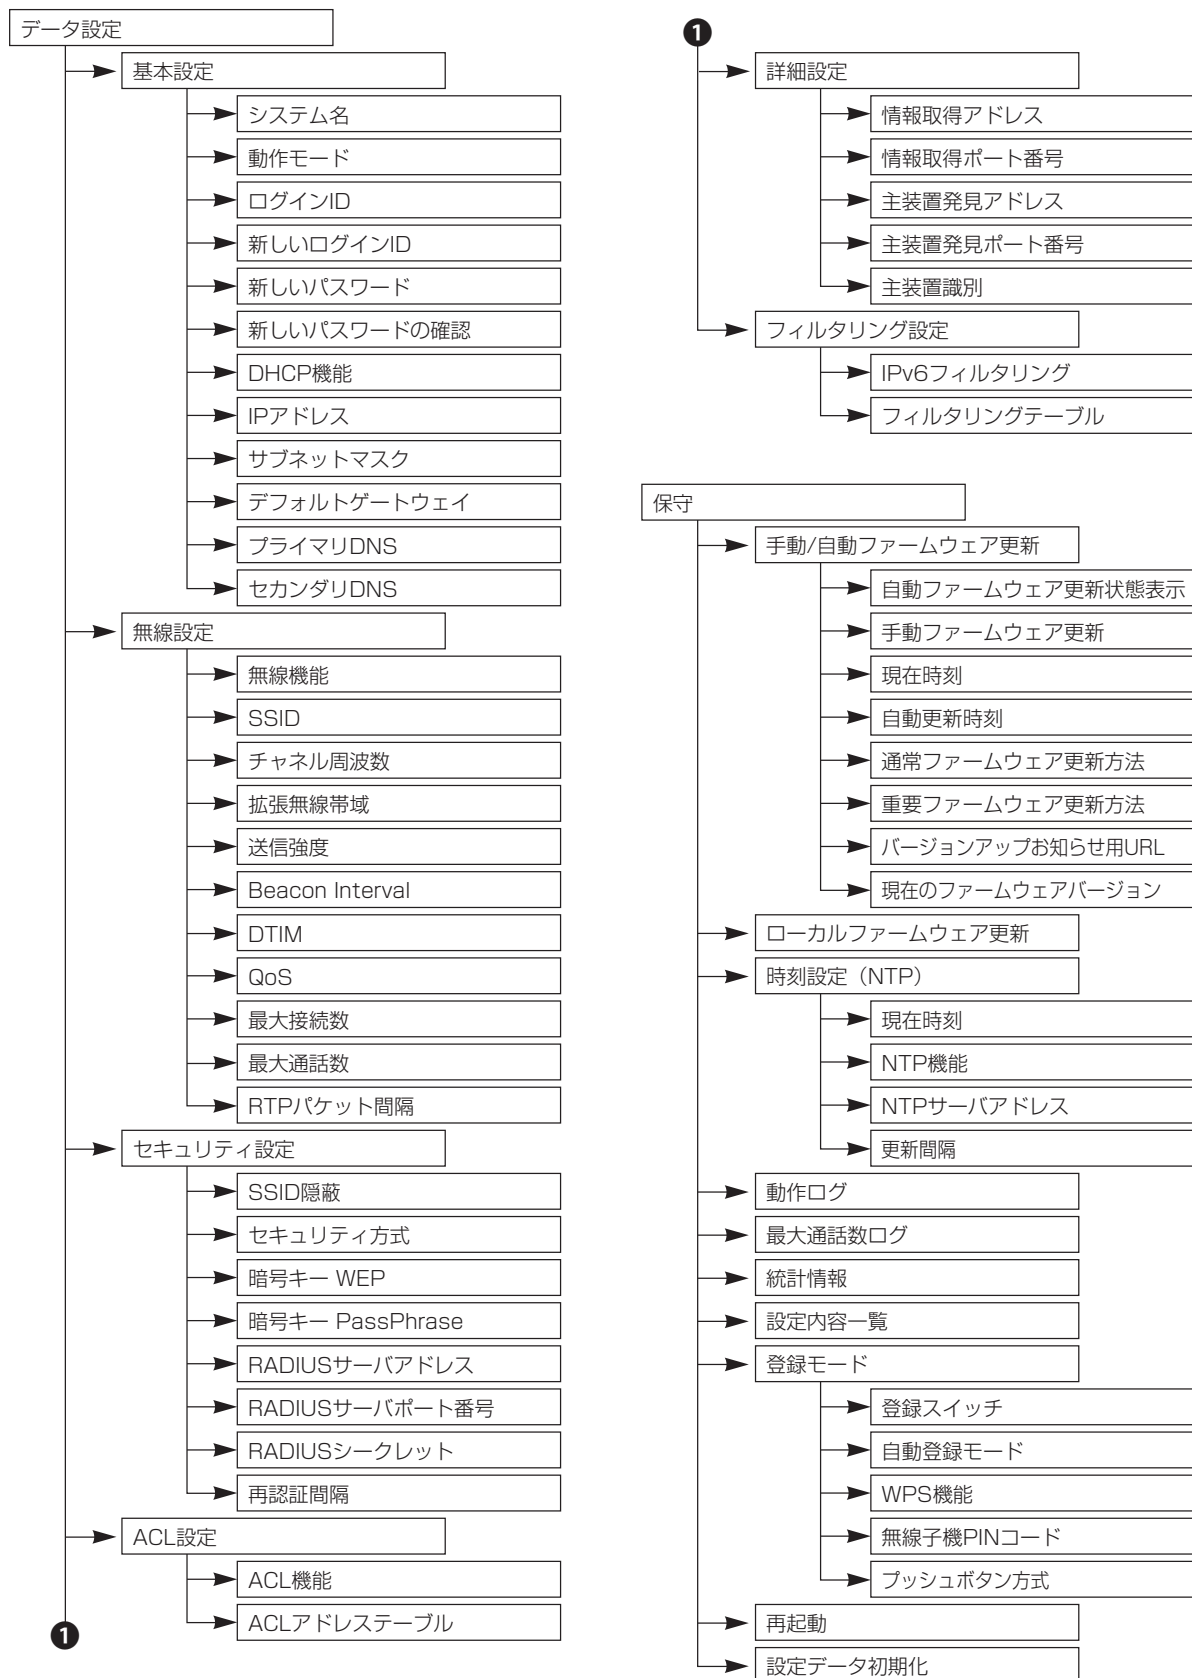 データ設定
基本設定
システム名
動作モード
ログインID
新しいログインID
新しいパスワード
新しいパスワードの確認
DHCP機能
IPアドレス
サブネットマスク
デフォルトゲートウェイ
プライマリDNS
セカンダリDNS
無線設定
無線機能
SSID
チャネル周波数
拡張無線帯域
送信強度
Beacon Interval
DTIM
QoS
最大接続数
最大通話数
RTPパケット間隔
セキュリティ設定
SSID隠蔽
セキュリティ方式
暗号キー WEP
暗号キー PassPhrase
RADIUSサーバアドレス
RADIUSサーバポート番号
RADIUSシークレット
再認証間隔
ACL設定
ACL機能
ACLアドレステーブル
❶
❶
詳細設定
情報取得アドレス
情報取得ポート番号
主装置発見アドレス
主装置発見ポート番号
主装置識別
フィルタリング設定
IPv6フィルタリング
フィルタリングテーブル
保守
手動/自動ファームウェア更新
自動ファームウェア更新状態表示
手動ファームウェア更新
現在時刻
自動更新時刻
通常ファームウェア更新方法
重要ファームウェア更新方法
バージョンアップお知らせ用URL
現在のファームウェアバージョン
ローカルファームウェア更新
時刻設定（NTP）
現在時刻
NTP機能
NTPサーバアドレス
更新間隔
動作ログ
最大通話数ログ
統計情報
設定内容一覧
登録モード
登録スイッチ
自動登録モード
WPS機能
無線子機PINコード
プッシュボタン方式
再起動
設定データ初期化